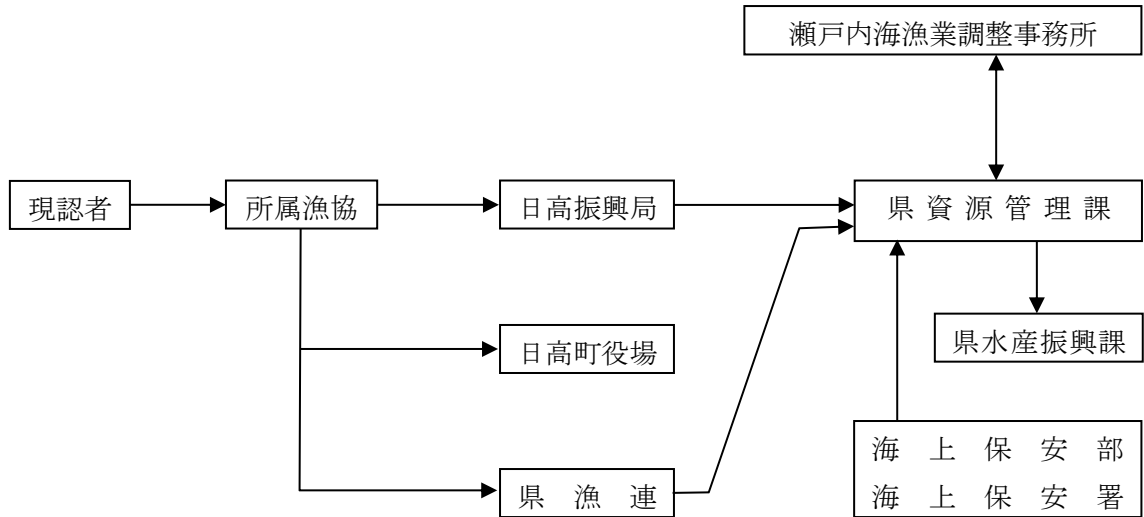 瀬戸内海漁業調整事務所
現認者
所属漁協
日高振興局
県資源管理課
日高町役場
県水産振興課
県漁連
海上保安部
海上保安署